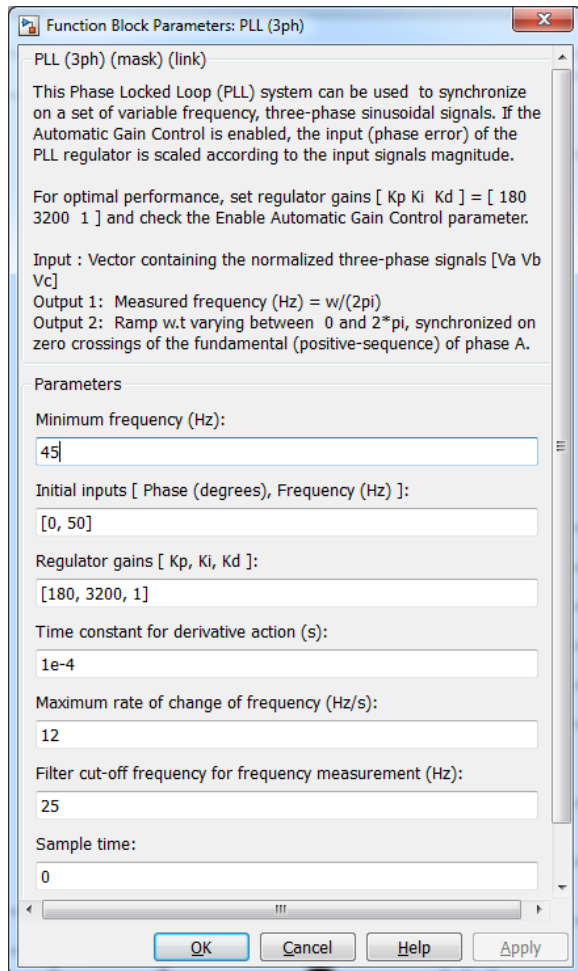 Function Block Parameters: PLL (3ph)
PLL (3ph) (mask) (link)
This Phase Locked Loop (PLL) system can be used  to synchronize
on a set of variable frequency, three-phase sinusoidal signals. If the
Automatic Gain Control is enabled, the input (phase error) of the
PLL regulator is scaled according to the input signals magnitude.
For optimal performance, set regulator gains [ Kp Ki  Kd ] = [ 180
3200  1 ] and check the Enable Automatic Gain Control parameter.
Input : Vector containing the normalized three-phase signals [Va Vb
Vc]
Output 1:  Measured frequency (Hz) = w/(2pi)
Output 2:  Ramp w.t varying between  0 and 2*pi, synchronized on
zero crossings of the fundamental (positive-sequence) of phase A.
Parameters
Minimum frequency (Hz):
45
Initial inputs [ Phase (degrees), Frequency (Hz) ]:
[0, 50]
Regulator gains [ Kp, Ki, Kd ]:
[180, 3200, 1]
Time constant for derivative action (s):
1e-4
Maximum rate of change of frequency (Hz/s):
12
Filter cut-off frequency for frequency measurement (Hz):
25
Sample time:
0
OK Cancel Help Apply